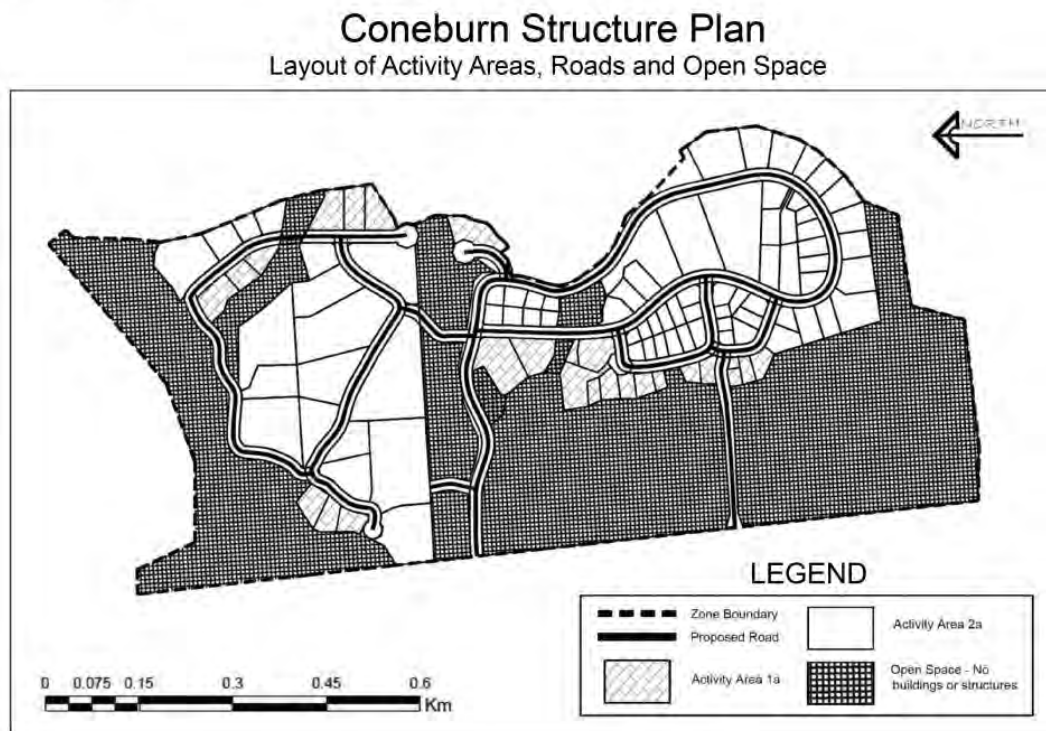 Coneburn Structure Plan
Layout of Activity Areas, Roads and Open Space
NORTH
LEGEND
Zone Boundary
Proposed Road
Activity Area 1a
Activity Area 2a
Open Space - No
buildings or structures
0 0.075 0.15 0.3 0.45 0.6
Km